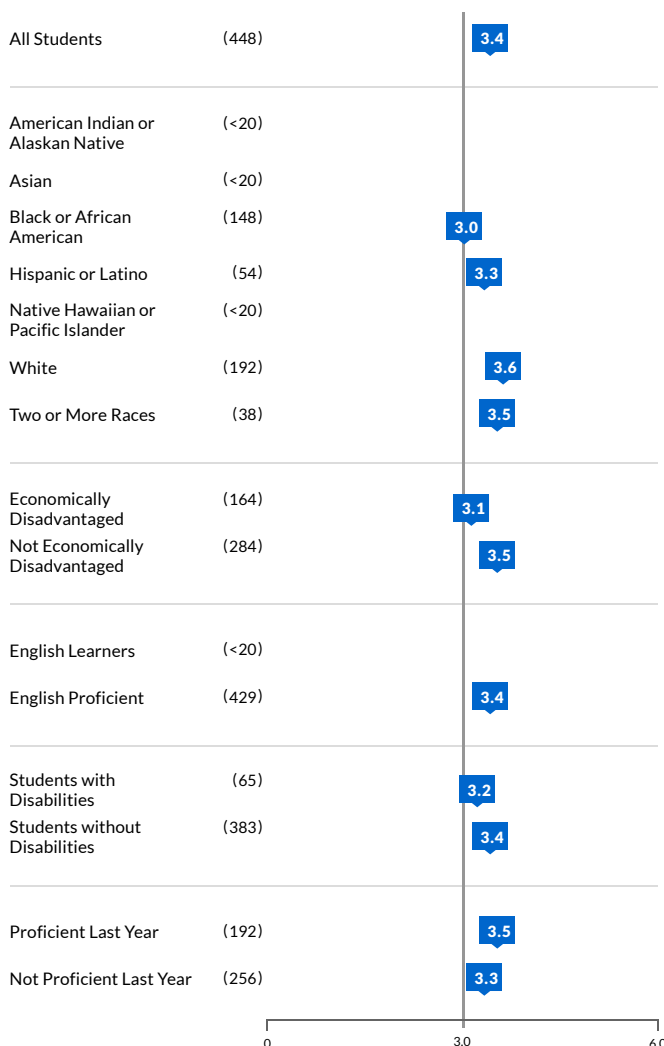 All Students (448) 3.4
American Indian or (<20)
Alaskan Native
Asian (<20)
Black or African (148) 3.0
American
Hispanic or Latino (54) 3.3
Native Hawaiian or (<20)
Pacific Islander
White (192) 3.6
Two or More Races (38) 3.5
Economically (164) 3.1
Disadvantaged
Not Economically (284) 3.5
Disadvantaged
English Learners (<20)
English Proficient (429) 3.4
Students with (65) 3.2
Disabilities
Students without (383) 3.4
Disabilities
Proficient Last Year (192) 3.5
Not Proficient Last Year (256) 3.3
0 3.0 6.0